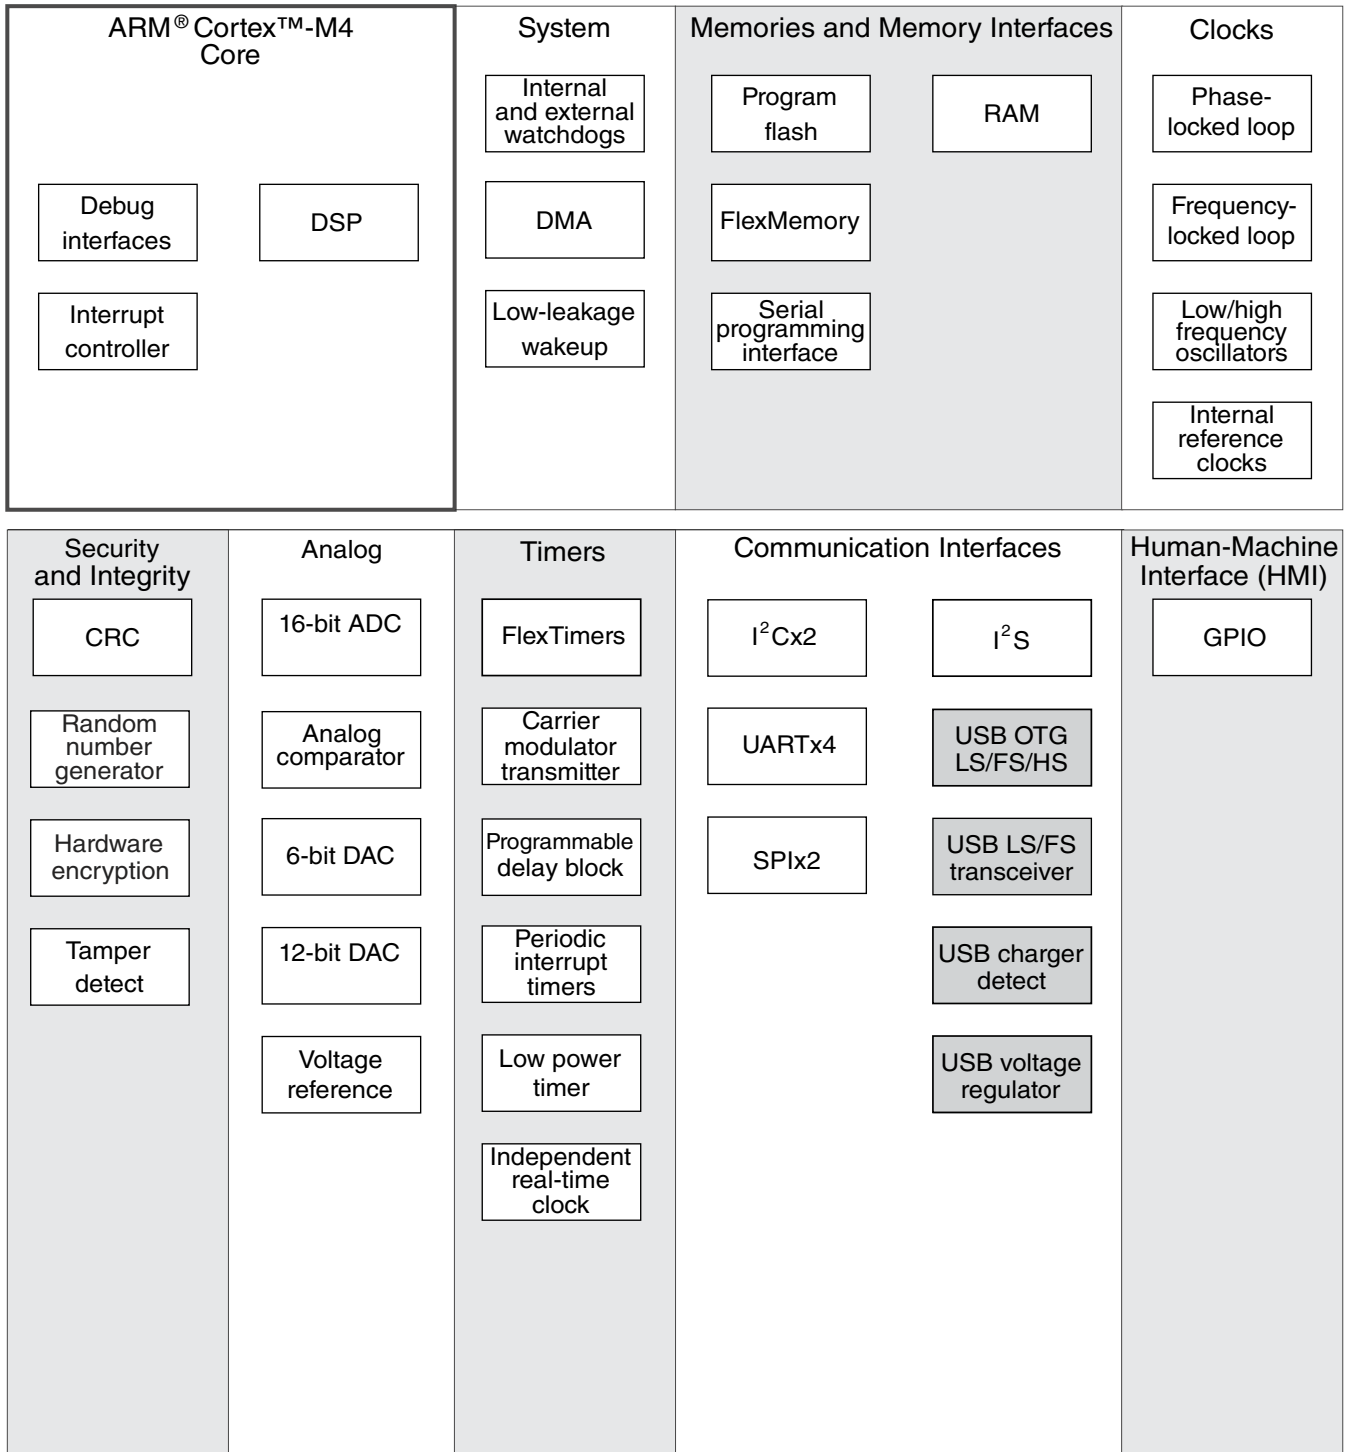 ARM® Cortex™-M4
Core
System
Memories and Memory Interfaces
Clocks
Debug
interfaces
DSP
Interrupt
controller
Internal
and external
watchdogs
DMA
Low-leakage
wakeup
Program
flash
RAM
FlexMemory
Serial
programming
interface
Phase-
locked loop
Frequency-
locked loop
Low/high
frequency
oscillators
Internal
reference
clocks
Security
and Integrity
Analog
Timers
Communication Interfaces
Human-Machine
Interface (HMI)
CRC
Random
number
generator
Hardware
encryption
Tamper
detect
16-bit ADC
Analog
comparator
6-bit DAC
12-bit DAC
Voltage
reference
FlexTimers
Carrier
modulator
transmitter
Programmable
delay block
Periodic
interrupt
timers
Low power
timer
Independent
real-time
clock
I²Cx2
UARTx4
SPIx2
I²S
USB OTG
LS/FS/HS
USB LS/FS
transceiver
USB charger
detect
USB voltage
regulator
GPIO